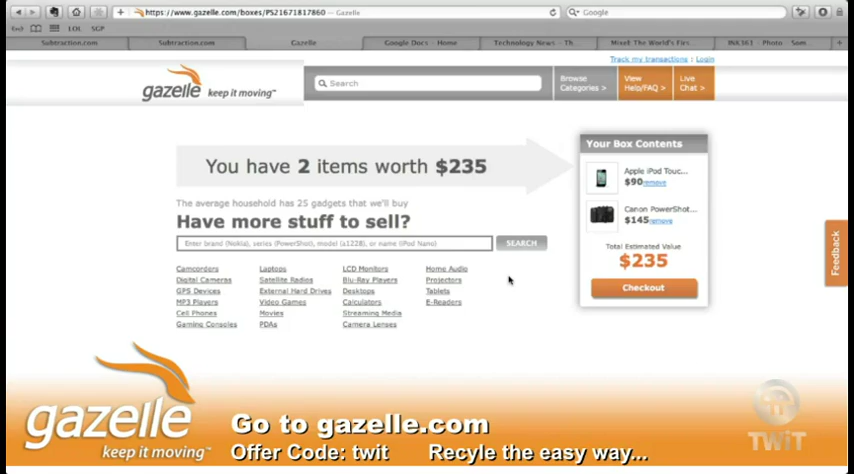 https://www.gazelle.com/boxes/PS21671817860 — Gazelle
Google
LOL
SGP
Subtraction.com
Subtraction.com
Gazelle
Google Docs - Home
Technology News - Th...
Mixel: The World's Firs...
INK361 : Photo : Som...
Track my transactions : Login
gazelle
keep it moving™
Search
Browse
Categories >
View
Help/FAQ >
Live
Chat >
You have 2 items worth $235
The average household has 25 gadgets that we'll buy
Have more stuff to sell?
Enter brand (Nokia), series (PowerShot), model (a1228), or name (iPod Nano)
SEARCH
Camcorders
Digital Cameras
GPS Devices
MP3 Players
Cell Phones
Gaming Consoles
Laptops
Satellite Radios
External Hard Drives
Video Games
Movies
PDAs
LCD Monitors
Blu-Ray Players
Desktops
Calculators
Streaming Media
Camera Lenses
Home Audio
Projectors
Tablets
E-Readers
Your Box Contents
Apple iPod Touc...
$90 remove
Canon PowerShot...
$145 remove
Total Estimated Value
$235
Checkout
Feedback
gazelle
keep it moving™
Go to gazelle.com
Offer Code: twit Recyle the easy way...
TWiT